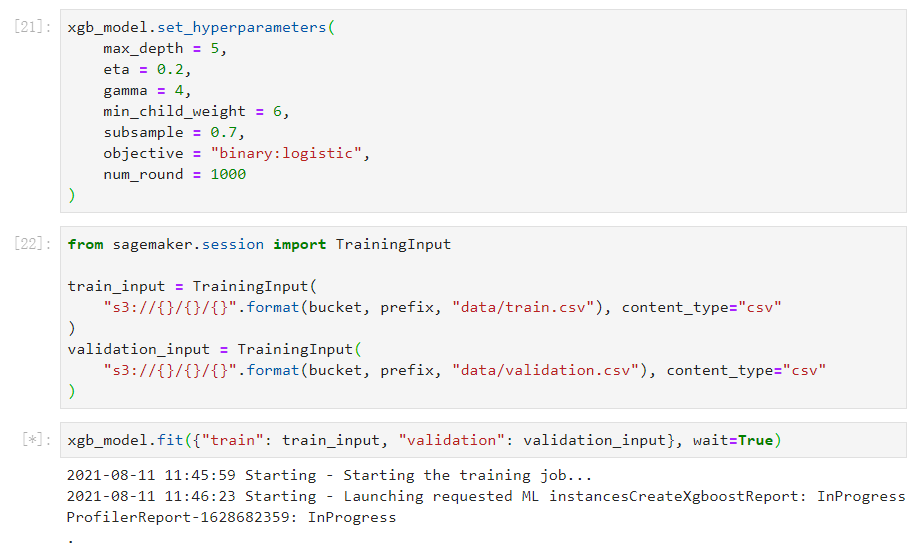 [21]:
xgb_model.set_hyperparameters(
    max_depth = 5,
    eta = 0.2,
    gamma = 4,
    min_child_weight = 6,
    subsample = 0.7,
    objective = "binary:logistic",
    num_round = 1000
)
[22]:
from sagemaker.session import TrainingInput

train_input = TrainingInput(
    "s3://{}/{}/{}".format(bucket, prefix, "data/train.csv"), content_type="csv"
)
validation_input = TrainingInput(
    "s3://{}/{}/{}".format(bucket, prefix, "data/validation.csv"), content_type="csv"
)
[*]:
xgb_model.fit({"train": train_input, "validation": validation_input}, wait=True)
2021-08-11 11:45:59 Starting - Starting the training job...
2021-08-11 11:46:23 Starting - Launching requested ML instancesCreateXgboostReport: InProgress
ProfilerReport-1628682359: InProgress
.